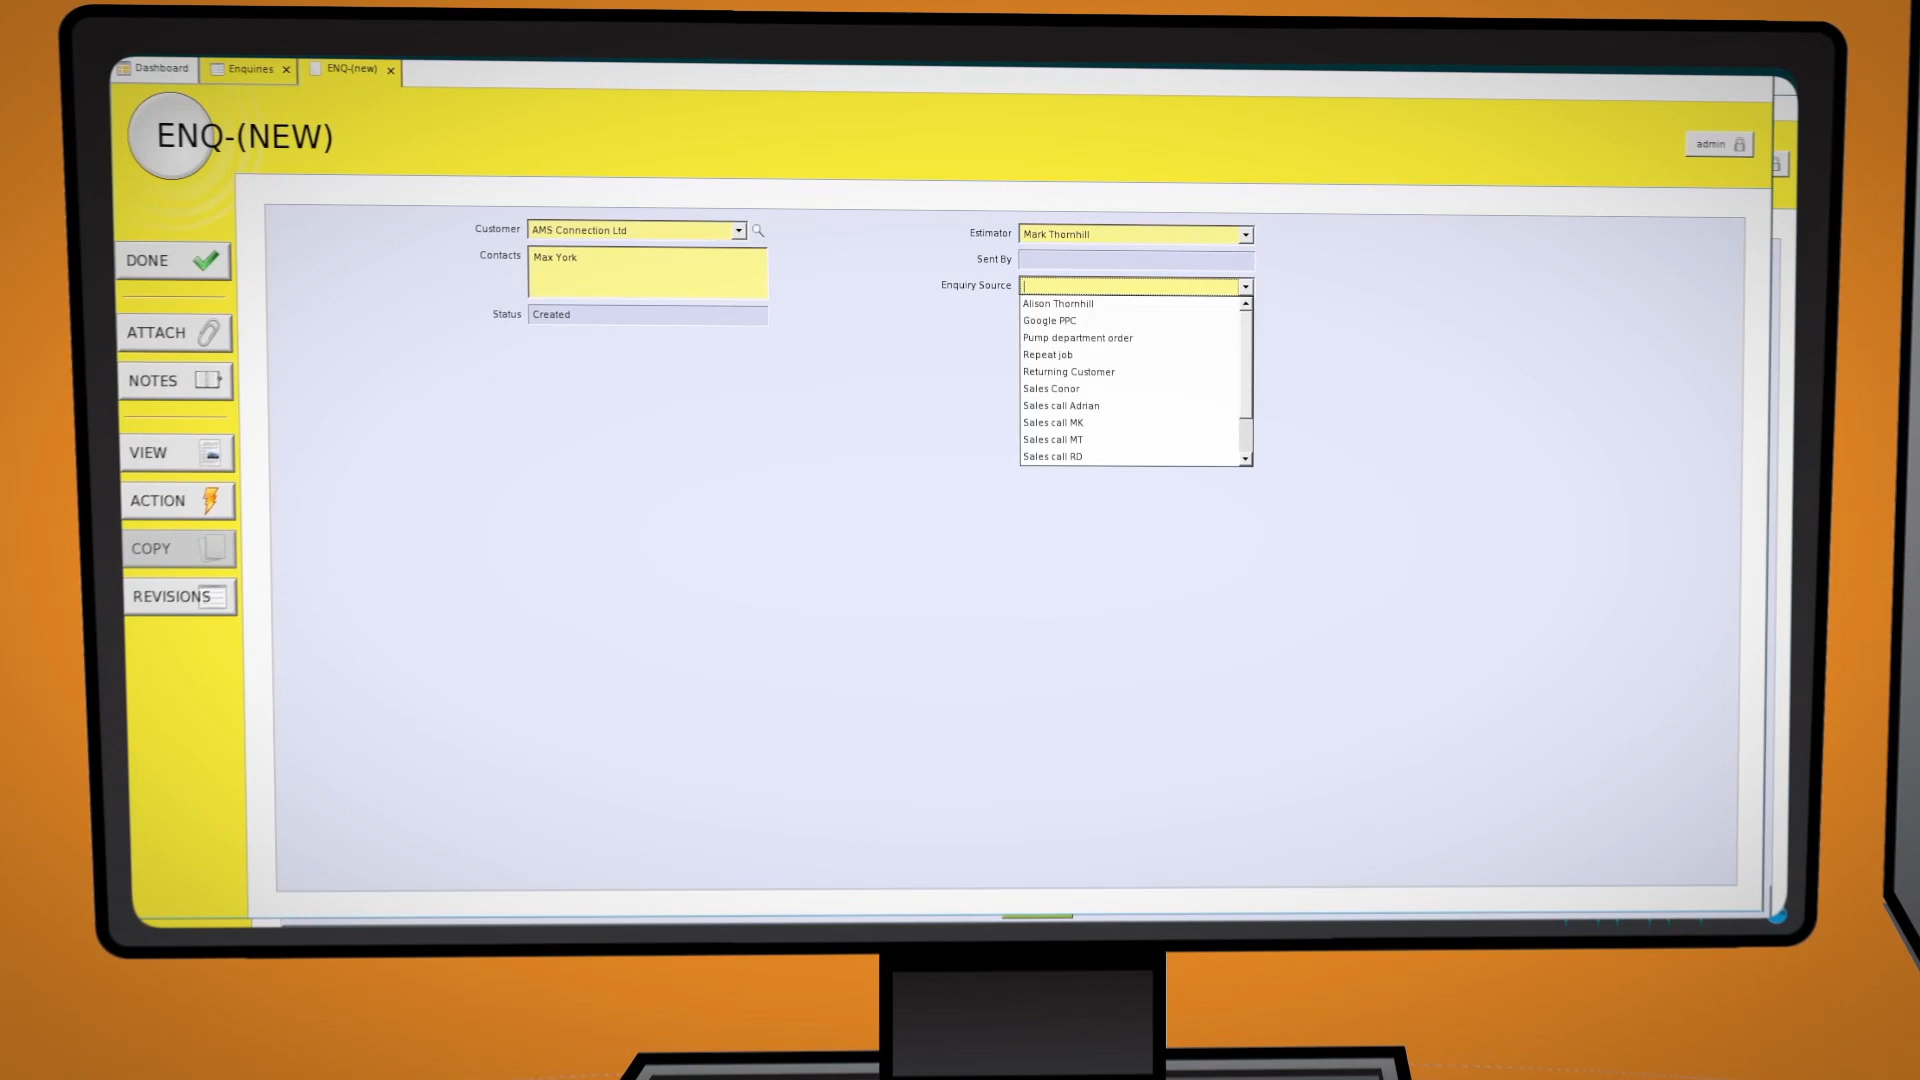 Dashboard
Enquiries
ENQ-(new)
ENQ-(NEW)
admin
Customer AMS Connection Ltd
Contacts Max York
Status Created
Estimator Mark Thornhill
Sent By
Enquiry Source
Alison Thornhill
Google PPC
Pump department order
Repeat job
Returning Customer
Sales Conor
Sales call Adrian
Sales call MK
Sales call MT
Sales call RD
DONE
ATTACH
NOTES
VIEW
ACTION
COPY
REVISIONS